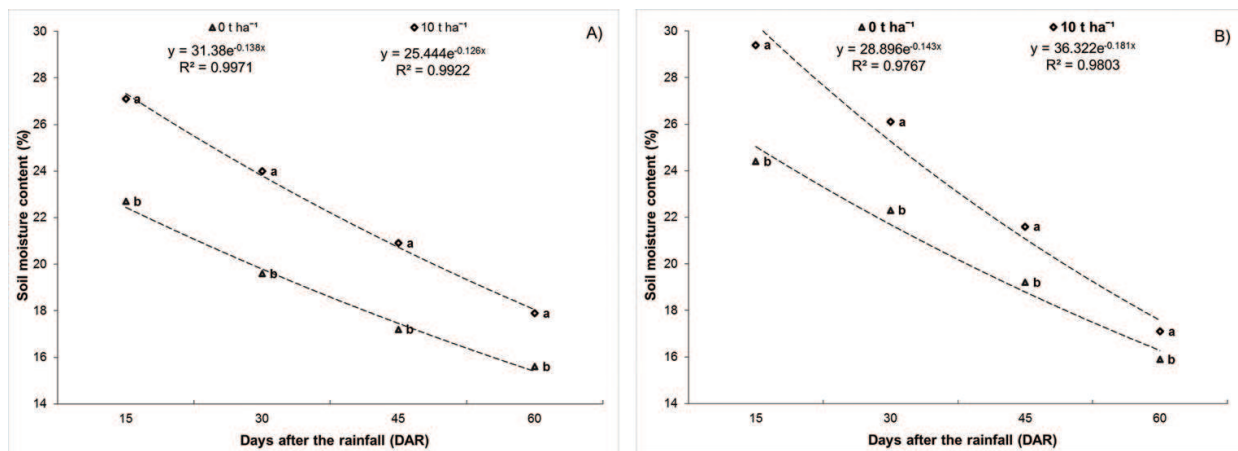 0 t ha⁻¹
10 t ha⁻¹
A)
y = 31.38e^-0.138x
R² = 0.9971
y = 25.444e^-0.126x
R² = 0.9922
Soil moisture content (%)
30
28
26
24
22
20
18
16
14
a
b
a
b
a
b
a
b
15
30
45
60
Days after the rainfall (DAR)
0 t ha⁻¹
10 t ha⁻¹
B)
y = 28.896e^-0.143x
R² = 0.9767
y = 36.322e^-0.181x
R² = 0.9803
Soil moisture content (%)
30
28
26
24
22
20
18
16
14
a
b
a
b
a
b
a
b
15
30
45
60
Days after the rainfall (DAR)